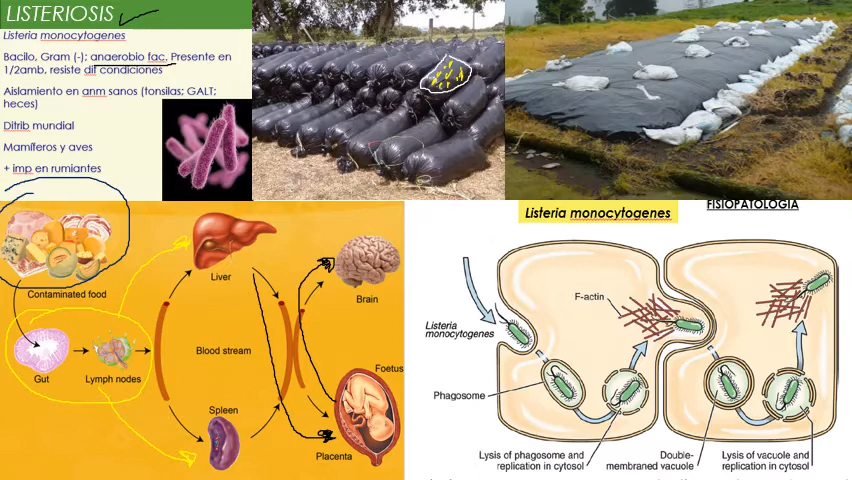 LISTERIOSIS
Listeria monocytogenes
Bacilo, Gram (-); anaerobio fac. Presente en
1/2amb, resiste dif condiciones
Aislamiento en anm sanos (tonsilas; GALT;
heces)
Ditrib mundial
Mamíferos y aves
+ imp en rumiantes
Contaminated food
Gut
Lymph nodes
Liver
Blood stream
Spleen
Brain
Foetus
Placenta
Listeria monocytogenes
FISIOPATOLOGIA
Listeria
monocytogenes
F-actin
Phagosome
Lysis of phagosome and
replication in cytosol
Double-
membraned vacuole
Lysis of vacuole and
replication in cytosol